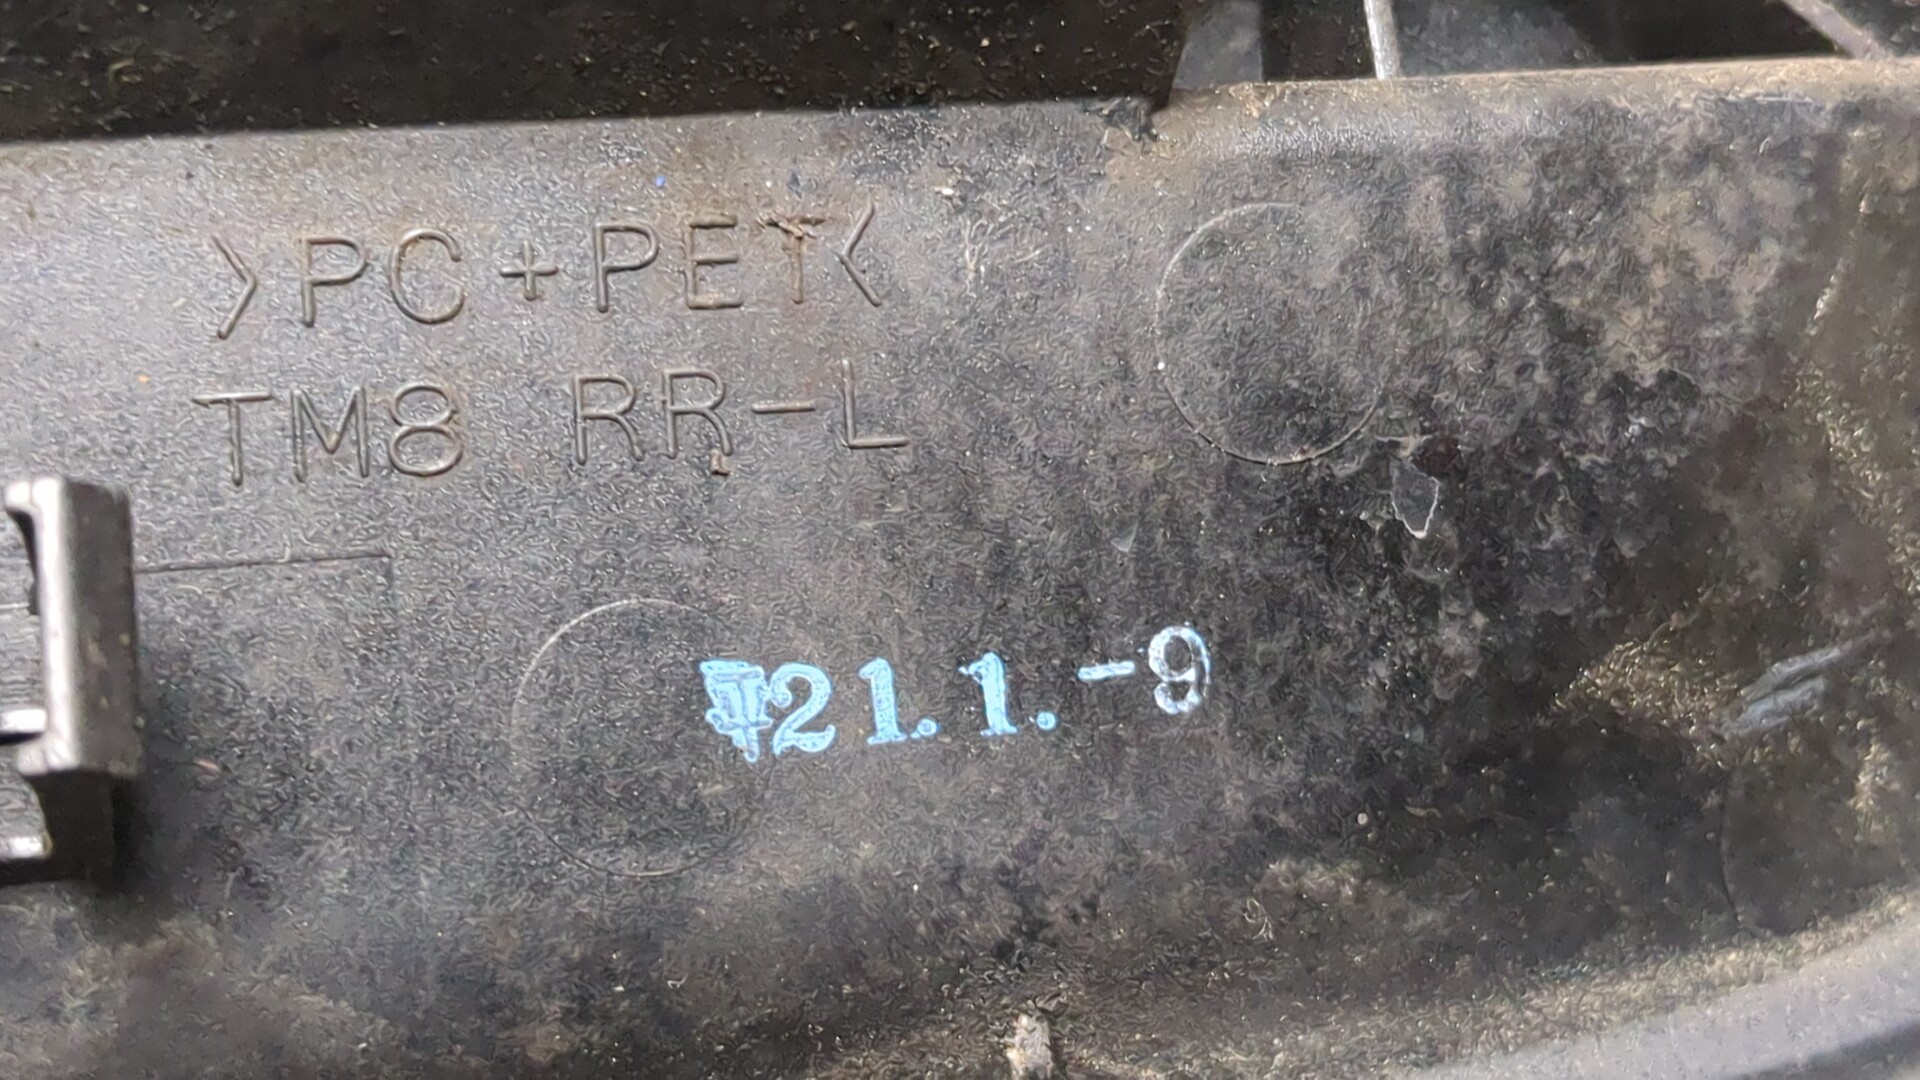 >PC+PET<
TM8 RR-L
21.1.-9